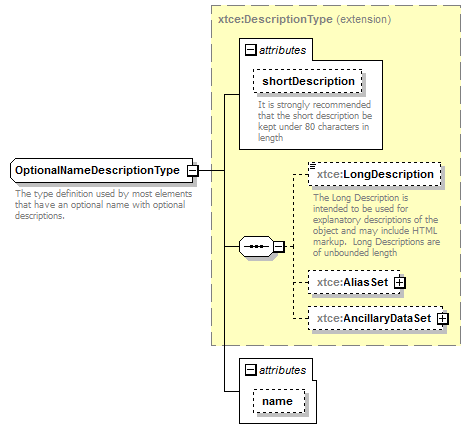 xtce:DescriptionType (extension)
attributes
shortDescription
It is strongly recommended
that the short description be
kept under 80 characters in
length
OptionalNameDescriptionType
The type definition used by most elements
that have an optional name with optional
descriptions.
xtce:LongDescription
The Long Description is
intended to be used for
explanatory descriptions of the
object and may include HTML
markup.  Long Descriptions are
of unbounded length
xtce:AliasSet
xtce:AncillaryDataSet
attributes
name